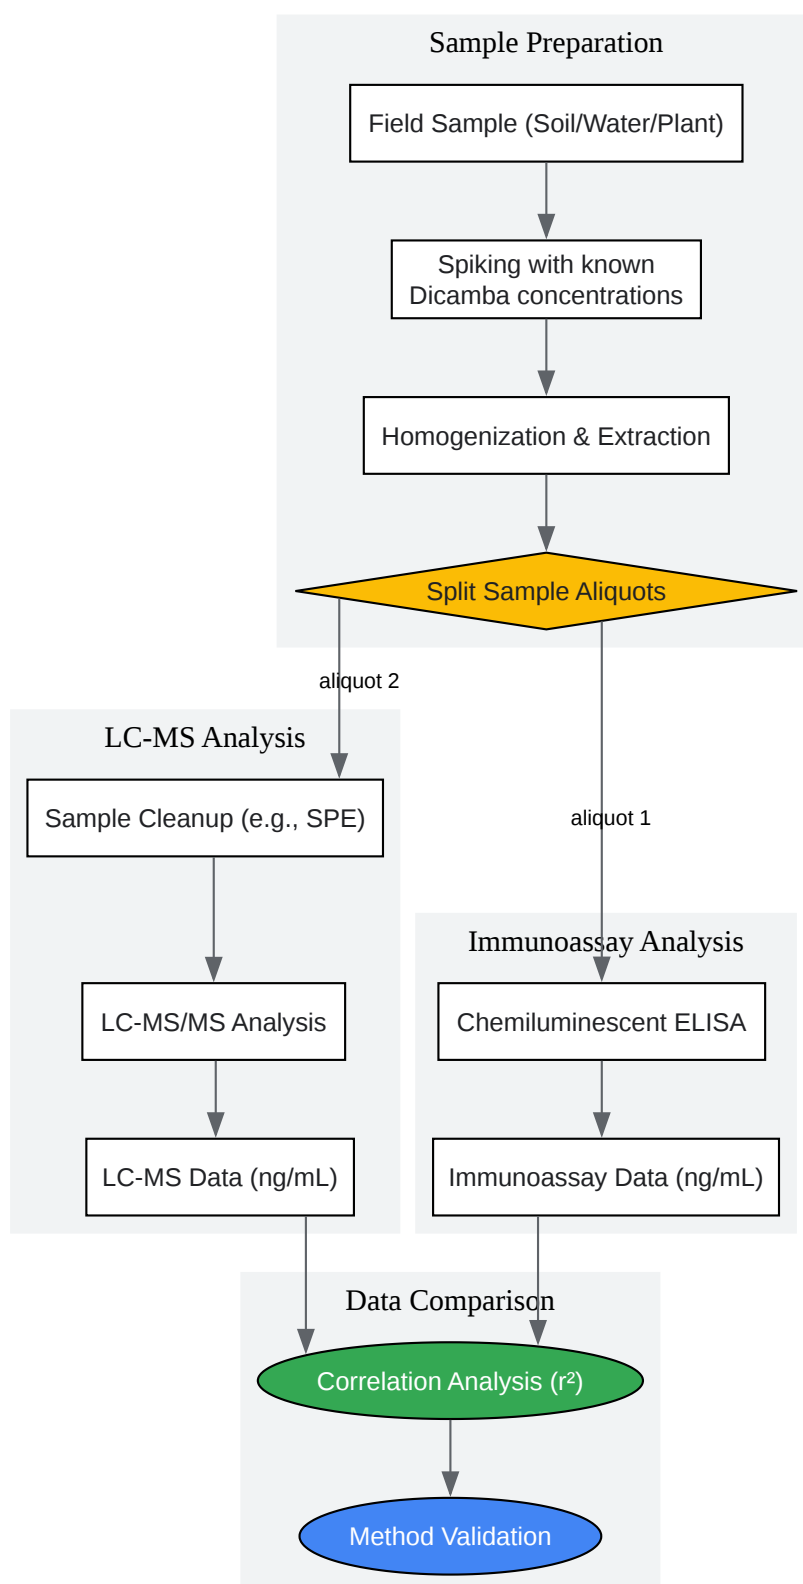 Sample Preparation
Field Sample (Soil/Water/Plant)
Spiking with known
Dicamba concentrations
Homogenization & Extraction
Split Sample Aliquots
aliquot 2
LC-MS Analysis
Sample Cleanup (e.g., SPE)
aliquot 1
Immunoassay Analysis
LC-MS/MS Analysis
Chemiluminescent ELISA
LC-MS Data (ng/mL)
Immunoassay Data (ng/mL)
Data Comparison
Correlation Analysis (r²)
Method Validation